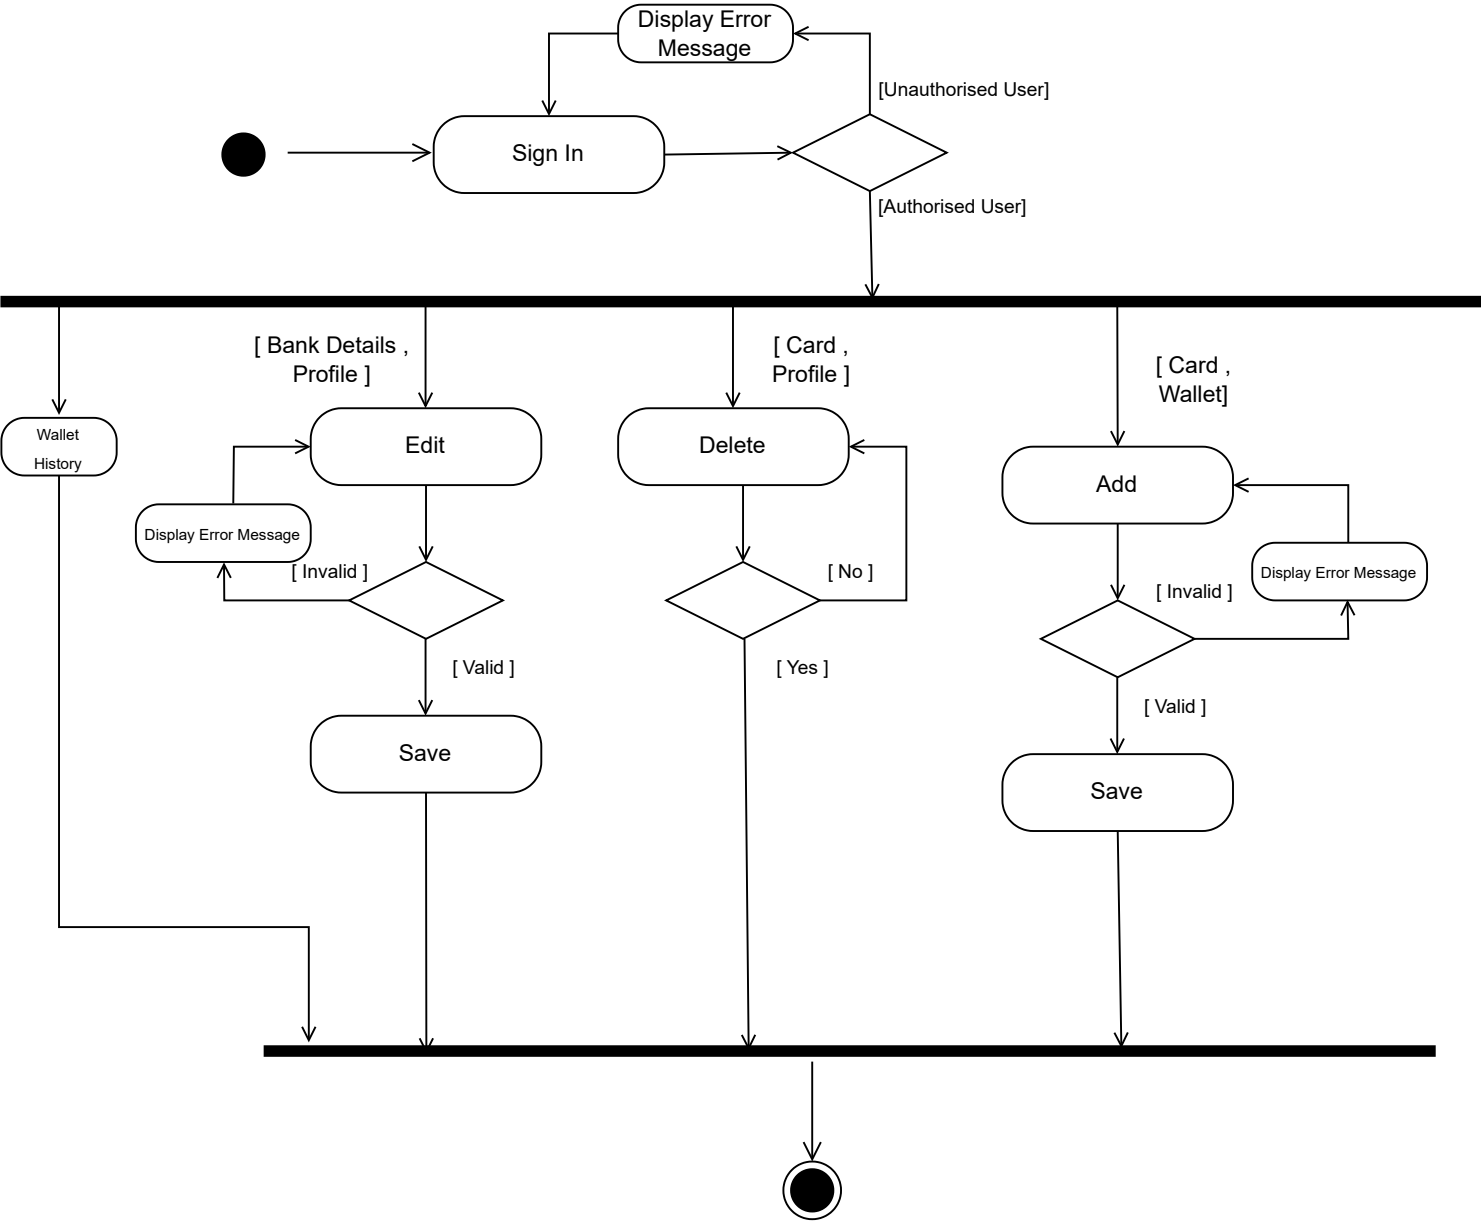 Display Error
Message
[Unauthorised User]
Sign In
[Authorised User]
[ Bank Details ,
Profile ]
[ Card ,
Profile ]
[ Card ,
Wallet]
Wallet
History
Edit
Delete
Add
Display Error Message
[ Invalid ]
[ No ]
Display Error Message
[ Invalid ]
[ Valid ]
[ Yes ]
[ Valid ]
Save
Save